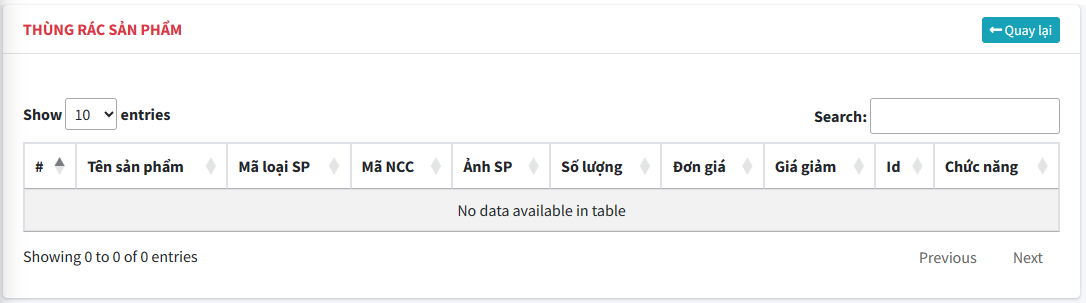 THÙNG RÁC SẢN PHẨM
Quay lại
Show 10 entries
Search:
# Tên sản phẩm Mã loại SP Mã NCC Ảnh SP Số lượng Đơn giá Giá giảm Id Chức năng
No data available in table
Showing 0 to 0 of 0 entries
Previous Next